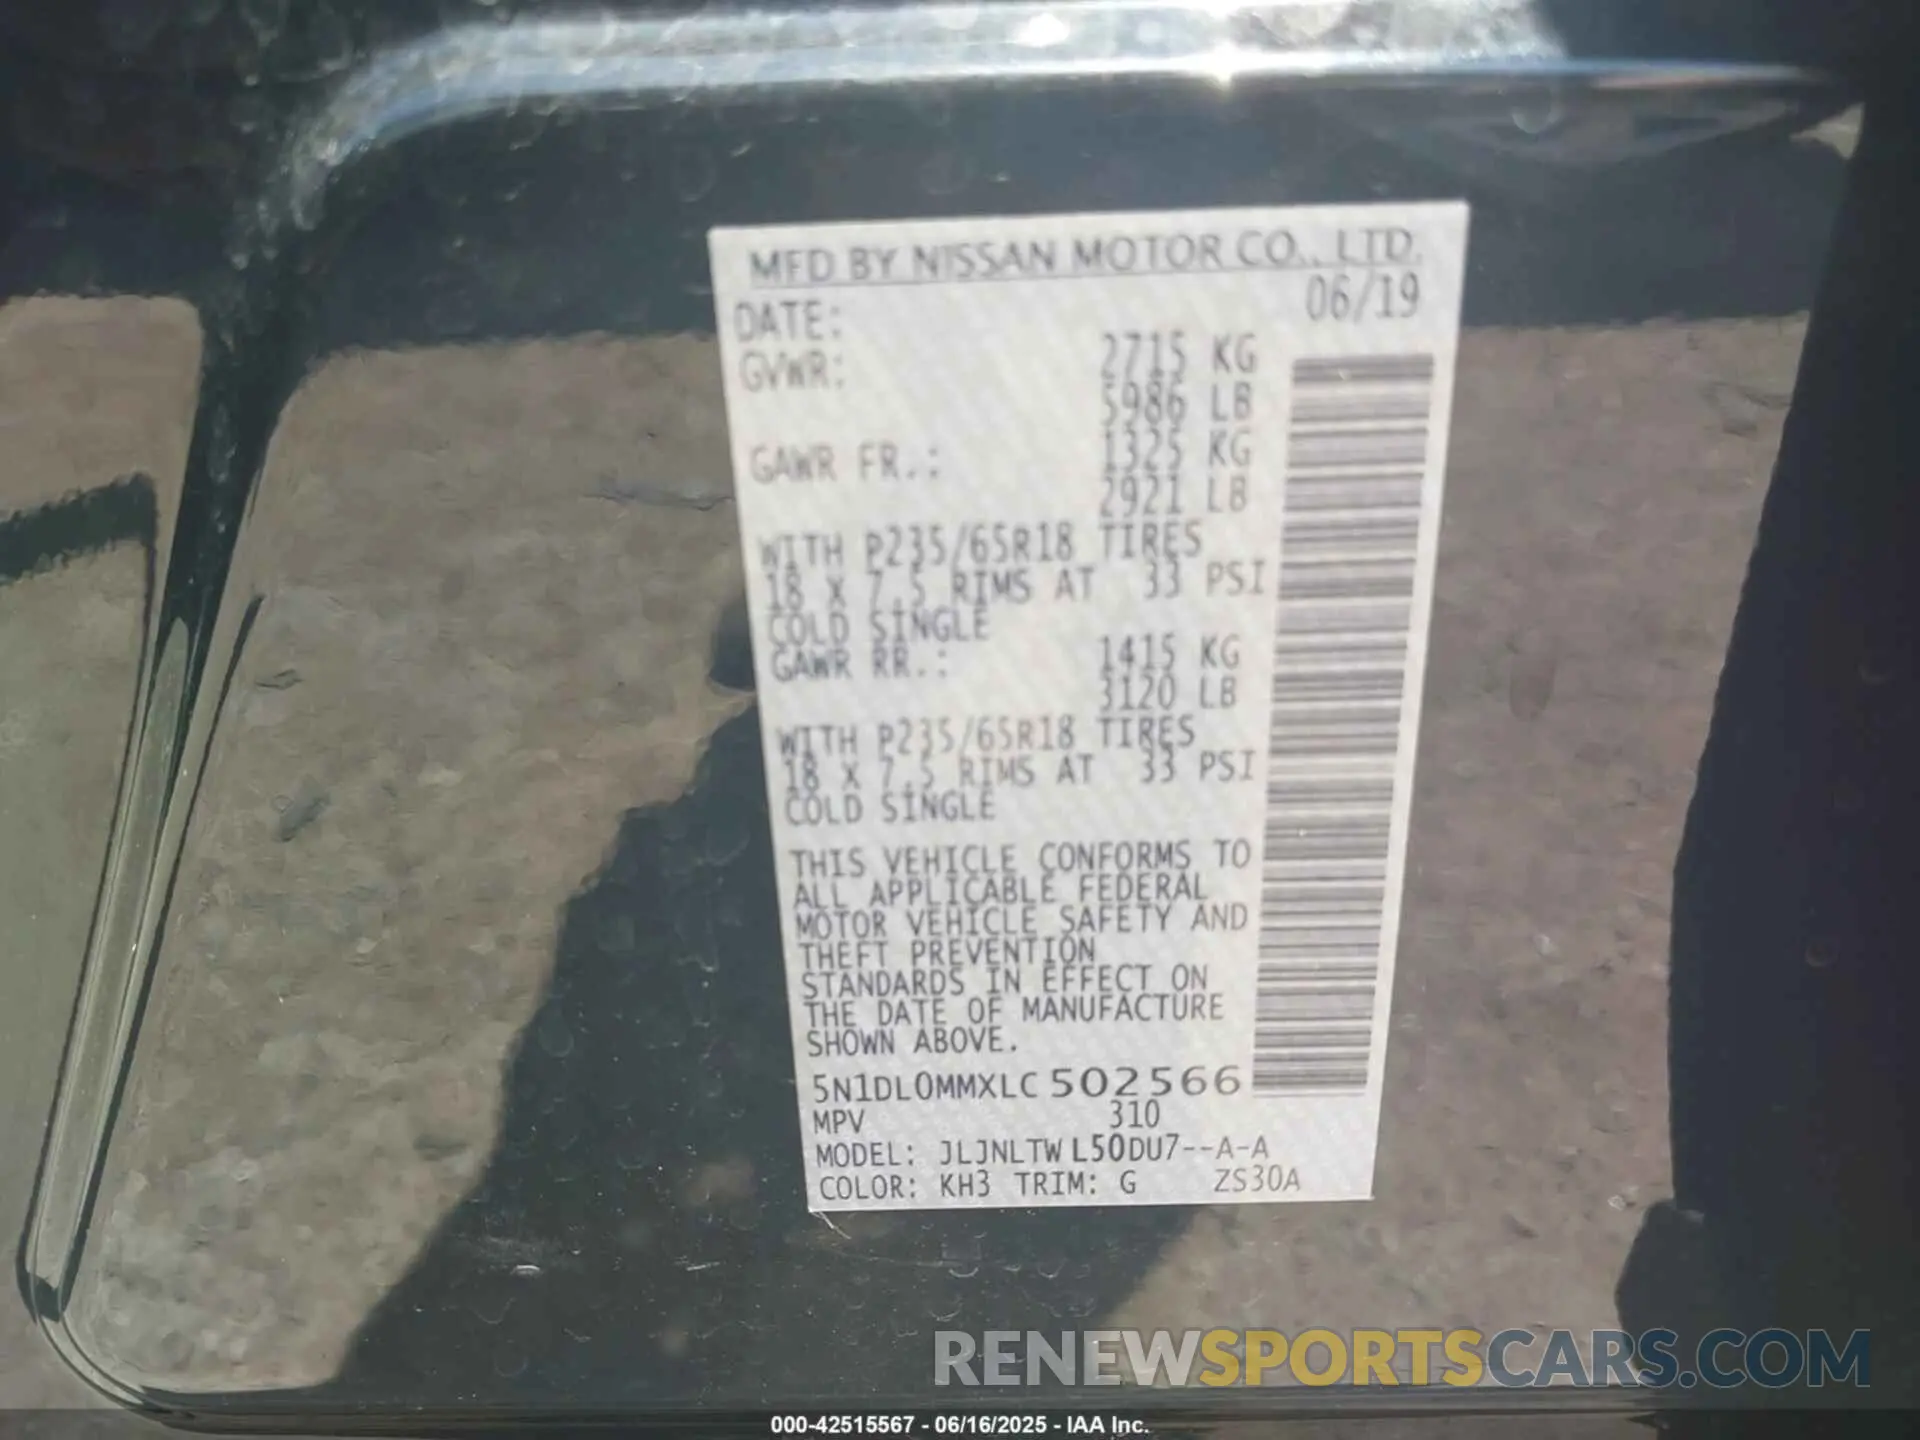 MFD BY NISSAN MOTOR CO., LTD.
DATE: 06/19
GVWR: 2715 KG
5986 LB
GAWR FR.: 1325 KG
2921 LB
WITH P235/65R18 TIRES
18 X 7.5 RIMS AT 33 PSI
COLD SINGLE
GAWR RR.: 1415 KG
3120 LB
WITH P235/65R18 TIRES
18 X 7.5 RIMS AT 33 PSI
COLD SINGLE
THIS VEHICLE CONFORMS TO
ALL APPLICABLE FEDERAL
MOTOR VEHICLE SAFETY AND
THEFT PREVENTION
STANDARDS IN EFFECT ON
THE DATE OF MANUFACTURE
SHOWN ABOVE.
5N1DL0MMXLC502566
MPV 310
MODEL: JLJNLTWL50DU7--A-A
COLOR: KH3 TRIM: G ZS30A
RENEWSPORTSCARS.COM
000-42515567 - 06/16/2025 - IAA Inc.